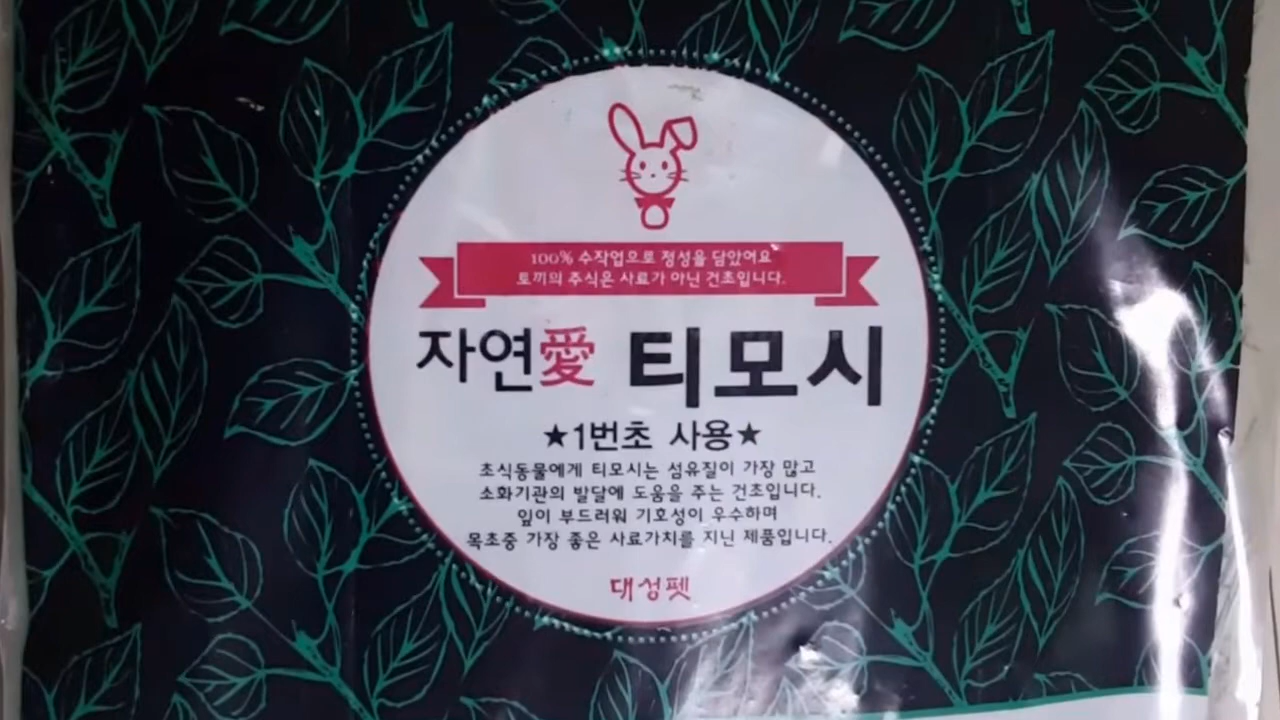 100% 수작업으로 정성을 담았어요
토끼의 주식은 사료가 아닌 건초입니다.
자연愛 티모시
★1번초 사용★
초식동물에게 티모시는 섬유질이 가장 많고
소화기관의 발달에 도움을 주는 건초입니다.
잎이 부드러워 기호성이 우수하며
목초중 가장 좋은 사료가치를 지닌 제품입니다.
대성펫